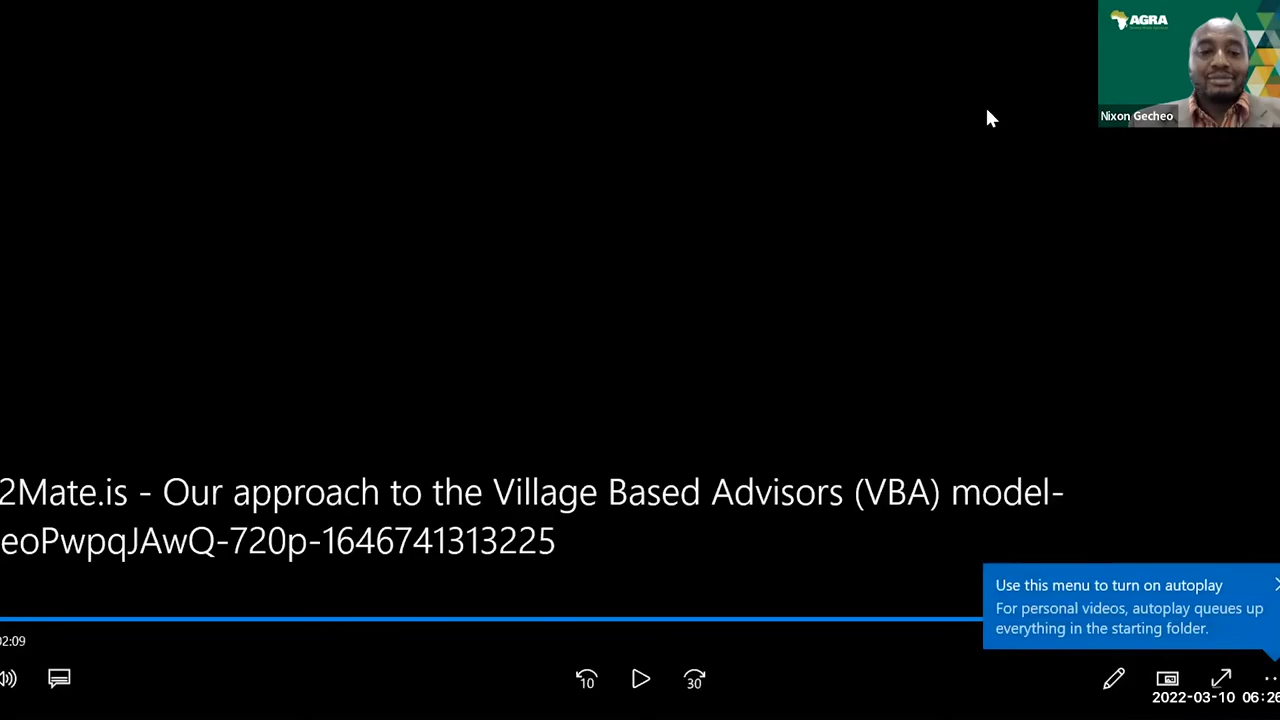 AGRA
Nixon Gecheo
2Mate.is - Our approach to the Village Based Advisors (VBA) model-
eoPwpqJAwQ-720p-1646741313225
Use this menu to turn on autoplay
For personal videos, autoplay queues up
everything in the starting folder.
02:09
10
30
2022-03-10 06:26